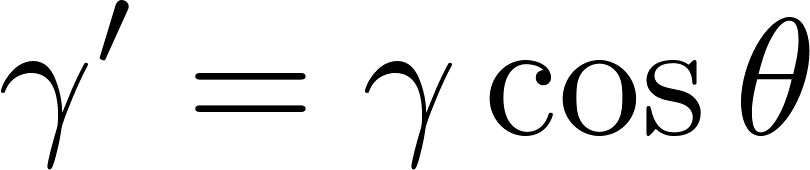 γ′ = γ cos θ